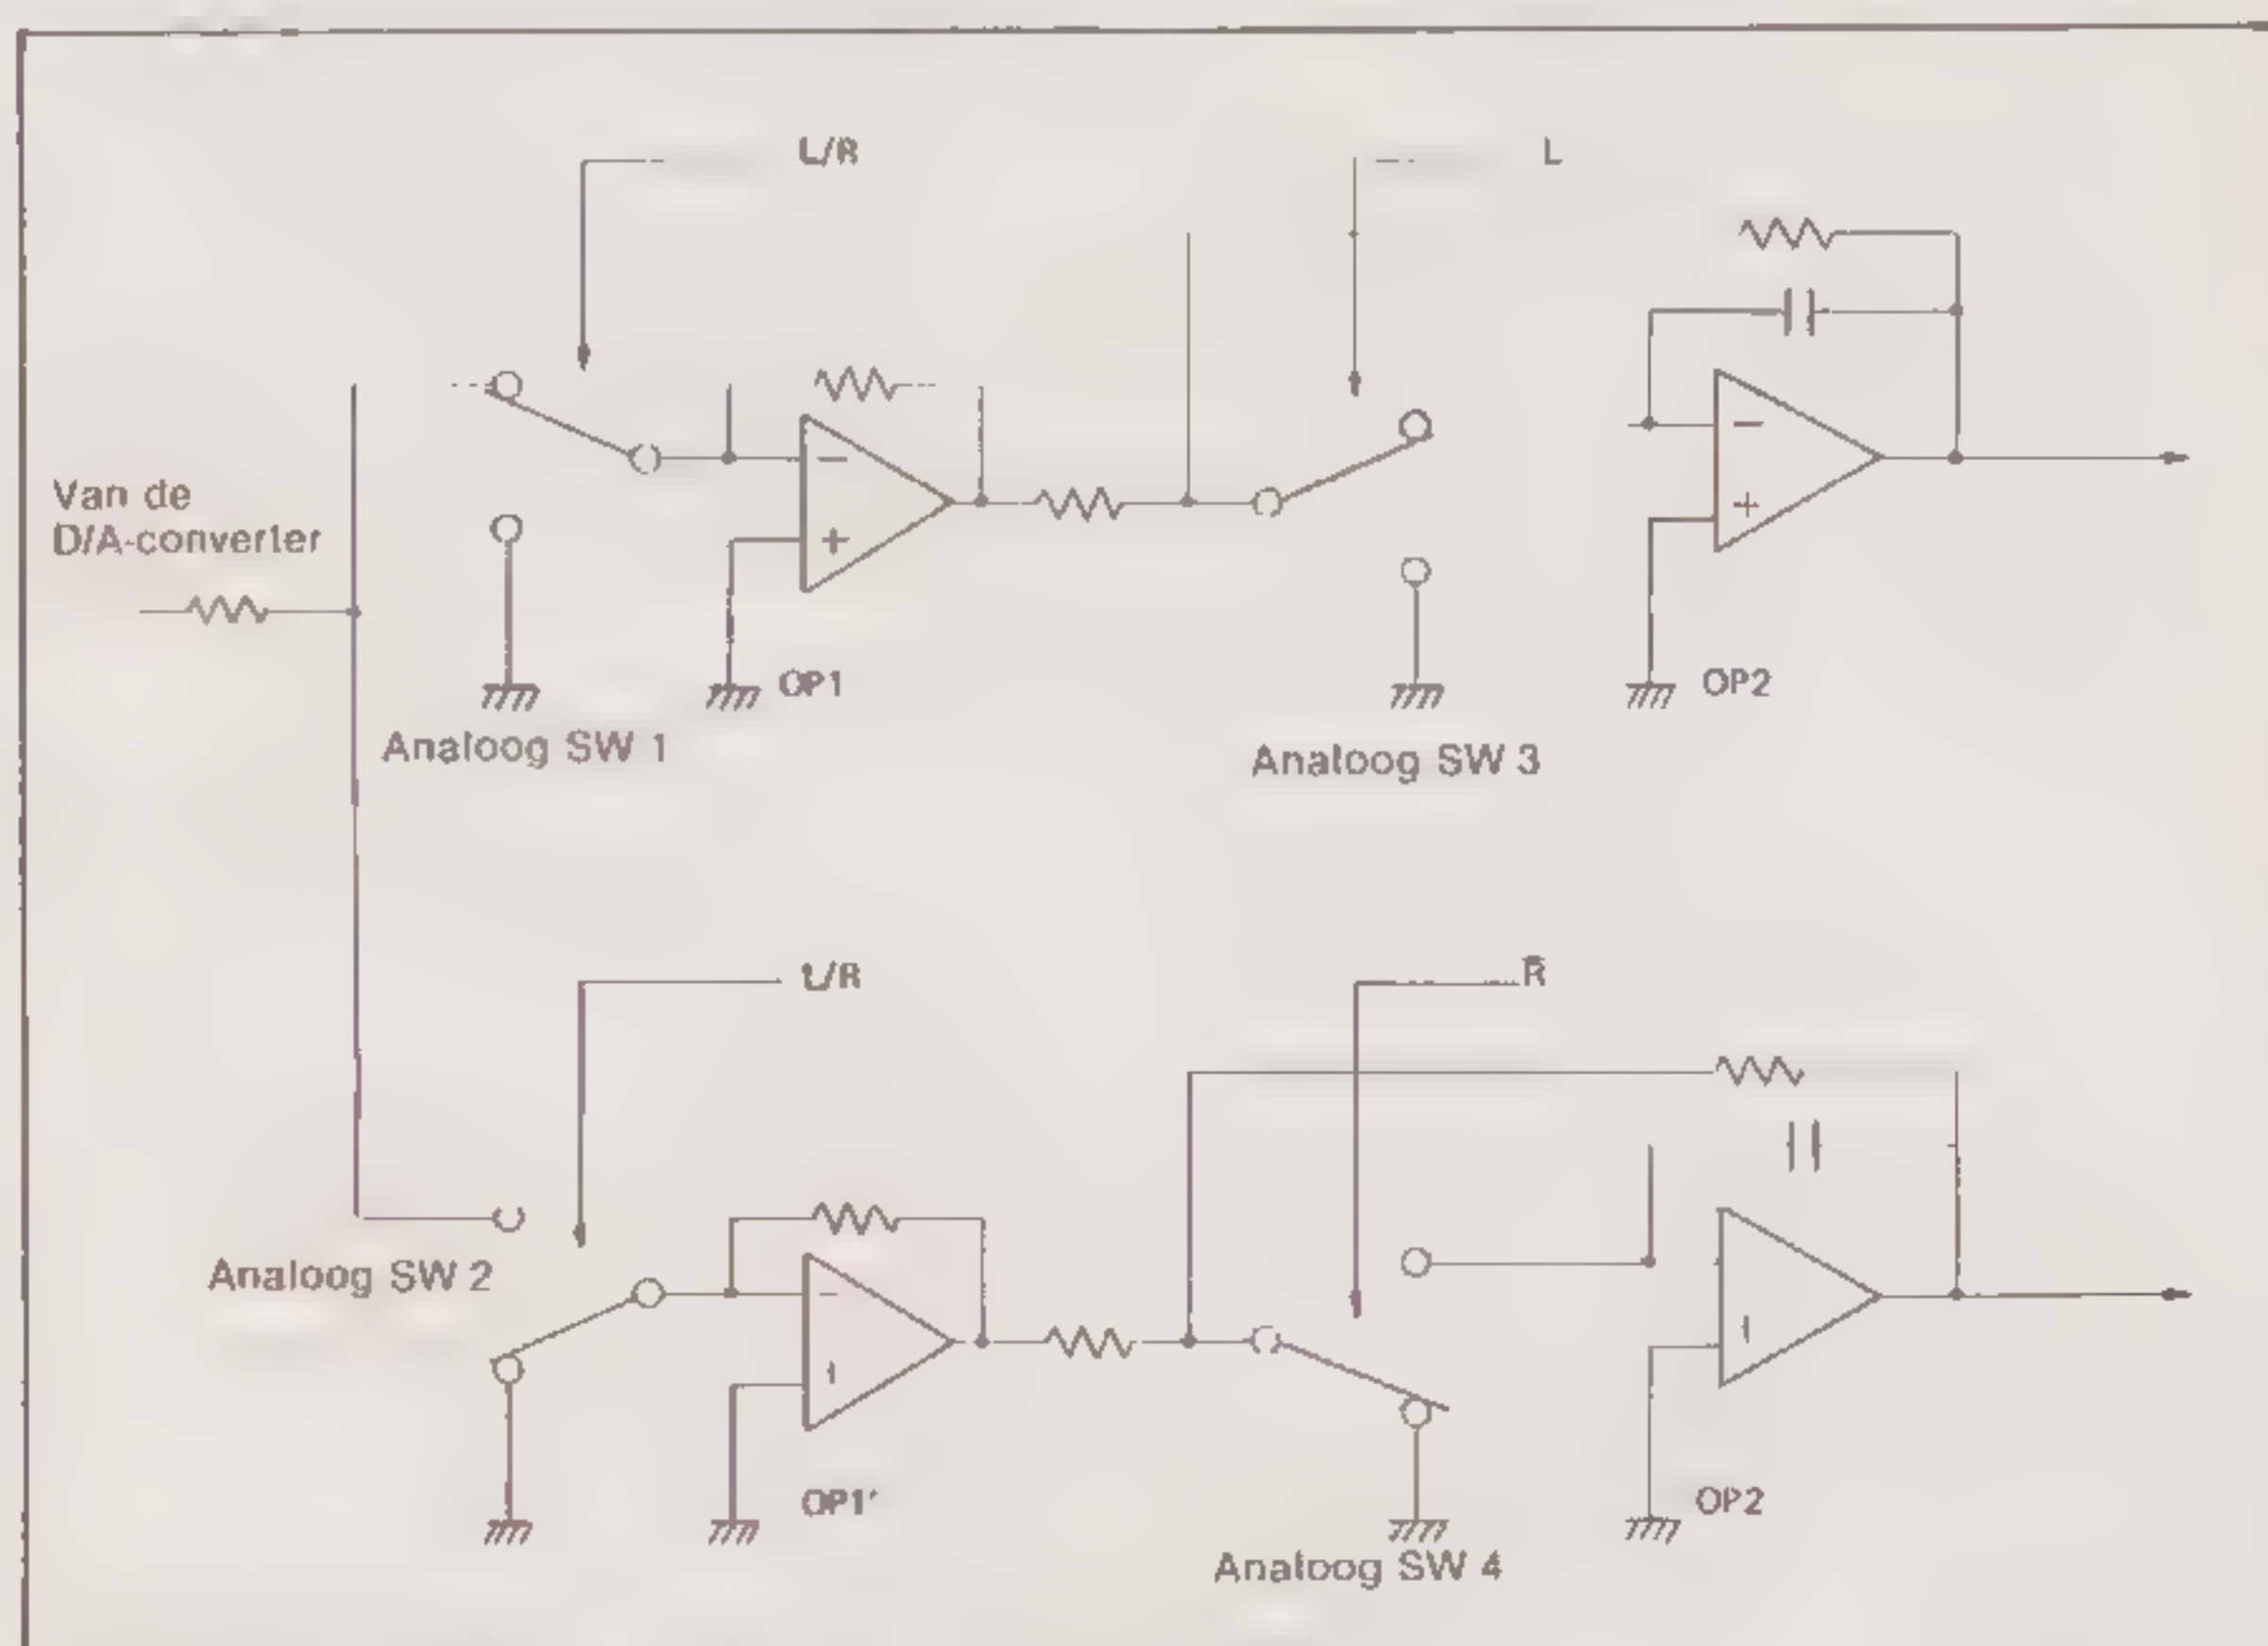 L/R
L
Van de
D/A-converter
OP1
OP2
Analoog SW 1
Analoog SW 3
L/R
R̄
Analoog SW 2
OP1'
OP2
Analoog SW 4